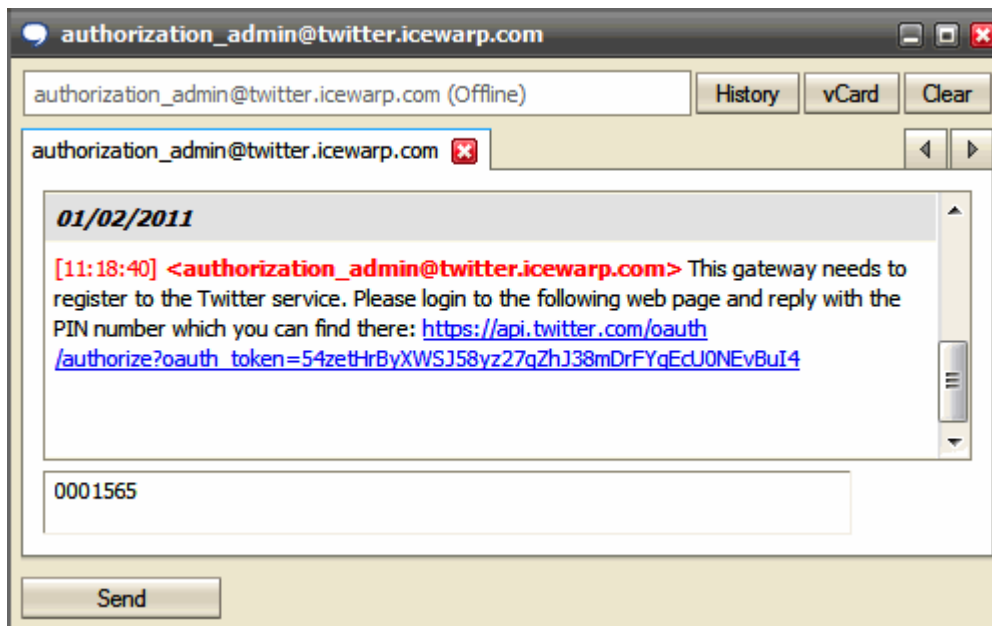 authorization_admin@twitter.icewarp.com
authorization_admin@twitter.icewarp.com (Offline) History vCard Clear
authorization_admin@twitter.icewarp.com
01/02/2011
[11:18:40] <authorization_admin@twitter.icewarp.com> This gateway needs to
register to the Twitter service. Please login to the following web page and reply with the
PIN number which you can find there: https://api.twitter.com/oauth
/authorize?oauth_token=54zetHrByXWSJ58yz27qZhJ38mDrFYqEcU0NEvBuI4
0001565
Send